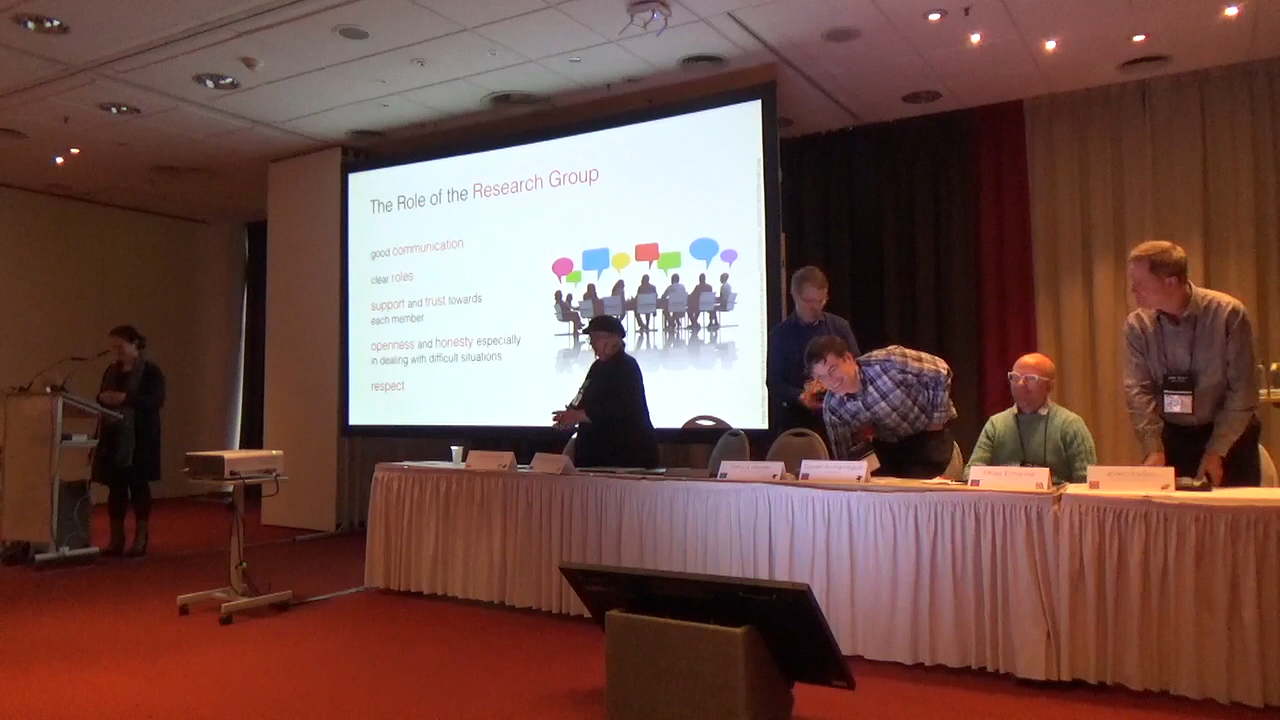 The Role of the Research Group
good communication
clear roles
support and trust towards
each member
openness and honesty especially
in dealing with difficult situations
respect